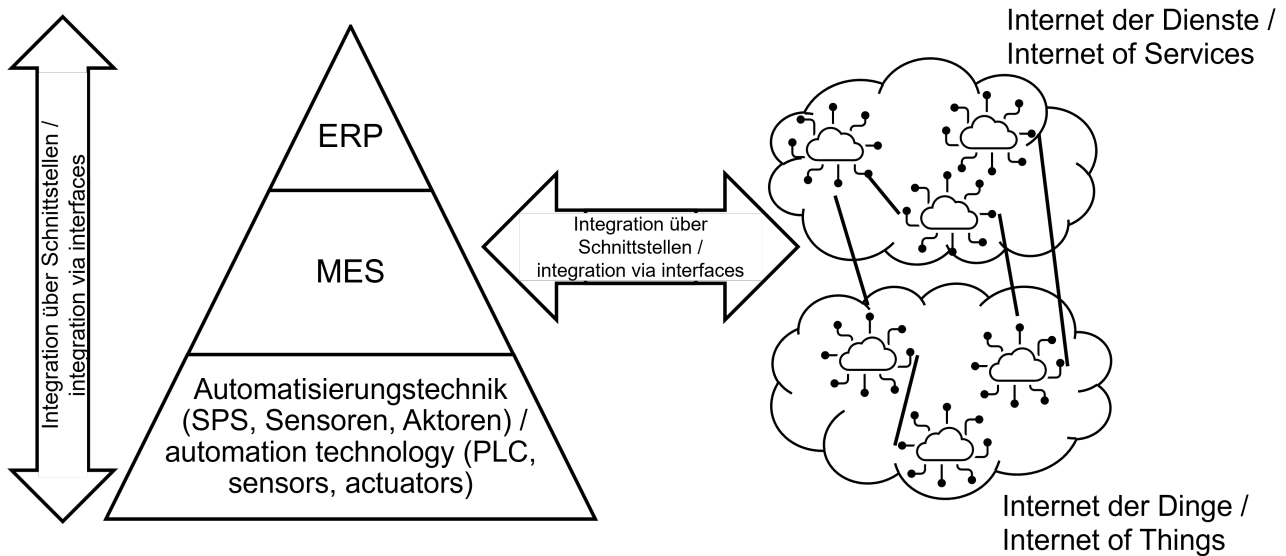 Integration über Schnittstellen /
integration via interfaces
ERP
MES
Automatisierungstechnik
(SPS, Sensoren, Aktoren) /
automation technology (PLC,
sensors, actuators)
Integration über
Schnittstellen /
integration via interfaces
Internet der Dienste /
Internet of Services
Internet der Dinge /
Internet of Things